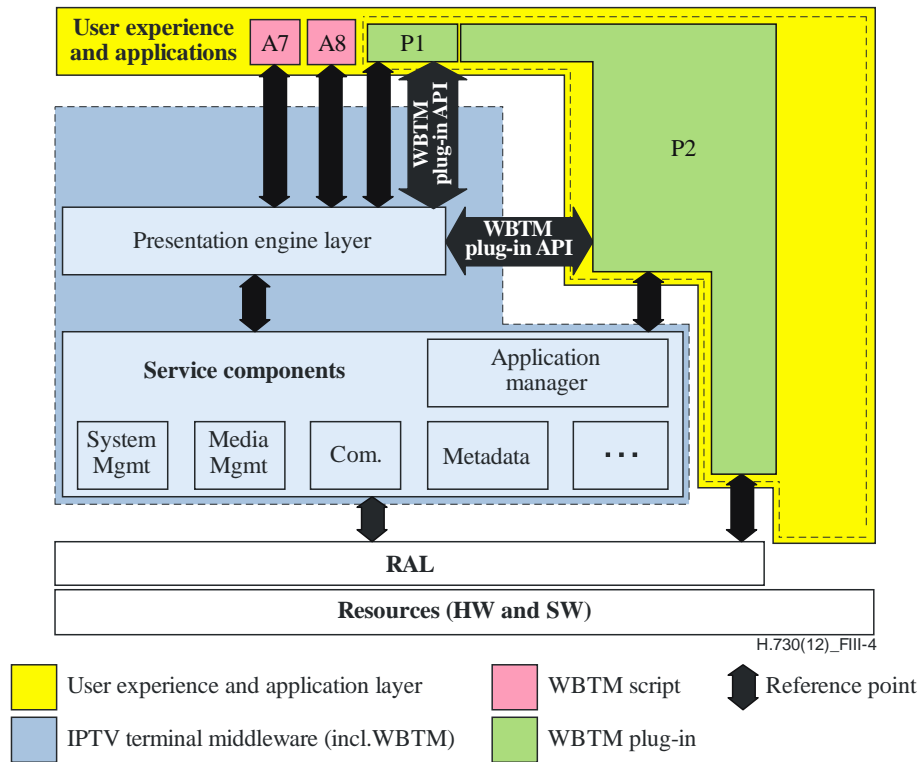 User experience
and applications
A7
A8
P1
P2
WBTM
plug-in API
WBTM
plug-in API
Presentation engine layer
Service components
Application
manager
System
Mgmt
Media
Mgmt
Com.
Metadata
...
RAL
Resources (HW and SW)
H.730(12)_FIII-4
User experience and application layer
WBTM script
Reference point
IPTV terminal middleware (incl.WBTM)
WBTM plug-in